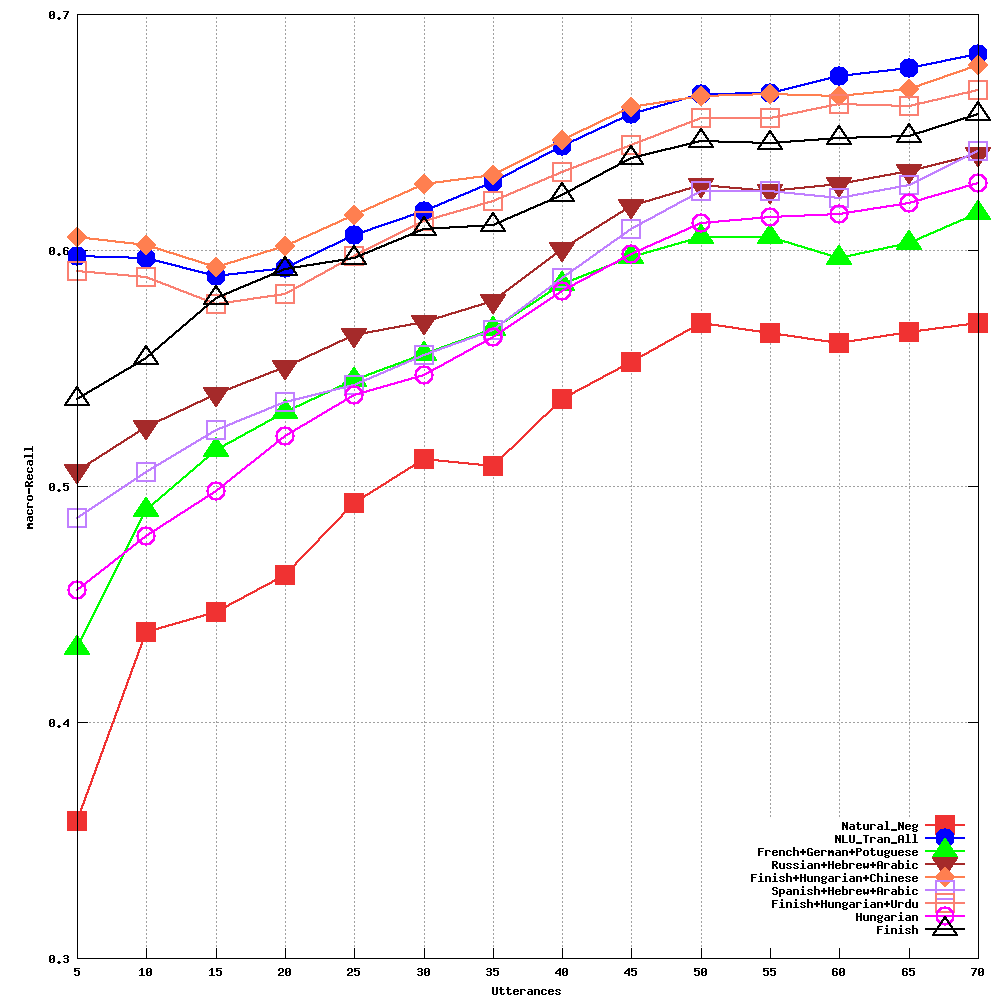 0.7
0.6
0.5
0.4
0.3
macro-Recall
Natural_Neg
NLU_Tran_All
French+German+Potuguese
Russian+Hebrew+Arabic
Finish+Hungarian+Chinese
Spanish+Hebrew+Arabic
Finish+Hungarian+Urdu
Hungarian
Finish
5 10 15 20 25 30 35 40 45 50 55 60 65 70
Utterances